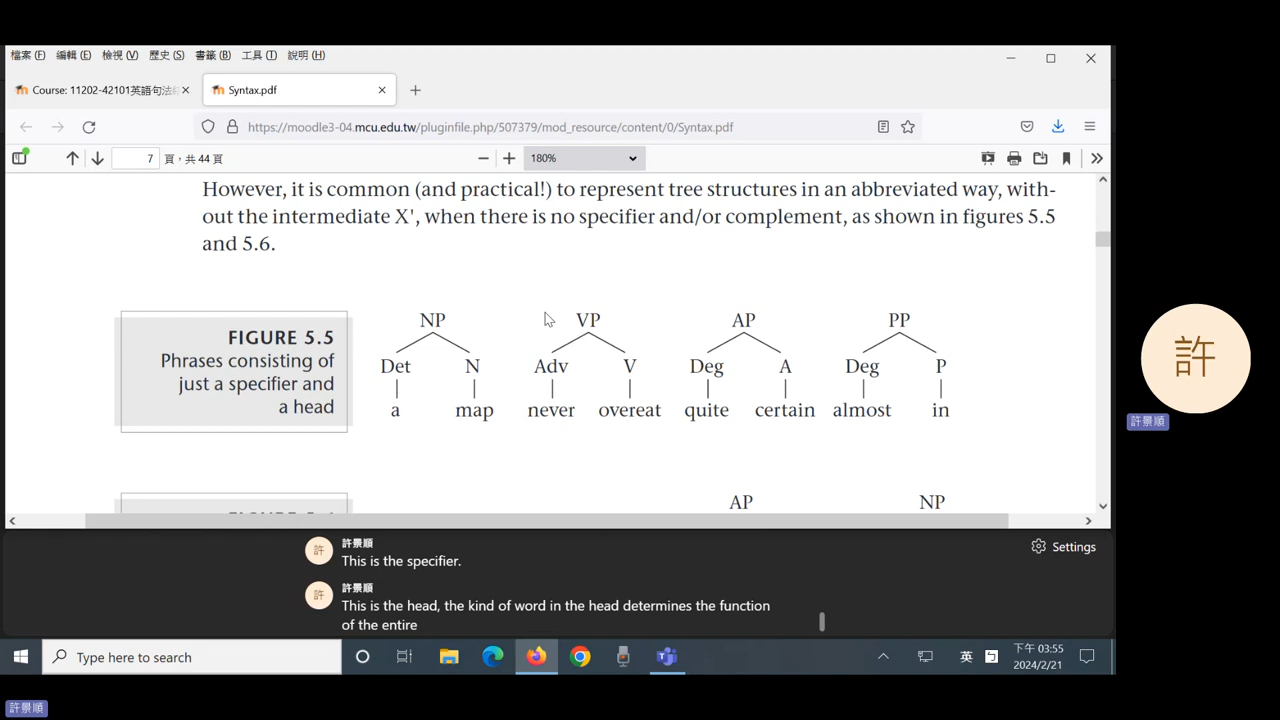 檔案 (F) 編輯 (E) 檢視 (V) 歷史 (S) 書籤 (B) 工具 (T) 說明 (H)
Course: 11202-42101英語句法
Syntax.pdf
https://moodle3-04.mcu.edu.tw/pluginfile.php/507379/mod_resource/content/0/Syntax.pdf
7 頁，共 44 頁
180%
However, it is common (and practical!) to represent tree structures in an abbreviated way, with-
out the intermediate X', when there is no specifier and/or complement, as shown in figures 5.5
and 5.6.
FIGURE 5.5
Phrases consisting of
just a specifier and
a head
NP VP AP PP
Det N Adv V Deg A Deg P
a map never overeat quite certain almost in
AP NP
許
許景順
許 許景順
This is the specifier.
Settings
許 許景順
This is the head, the kind of word in the head determines the function
of the entire
Type here to search
英
下午 03:55
2024/2/21
許景順